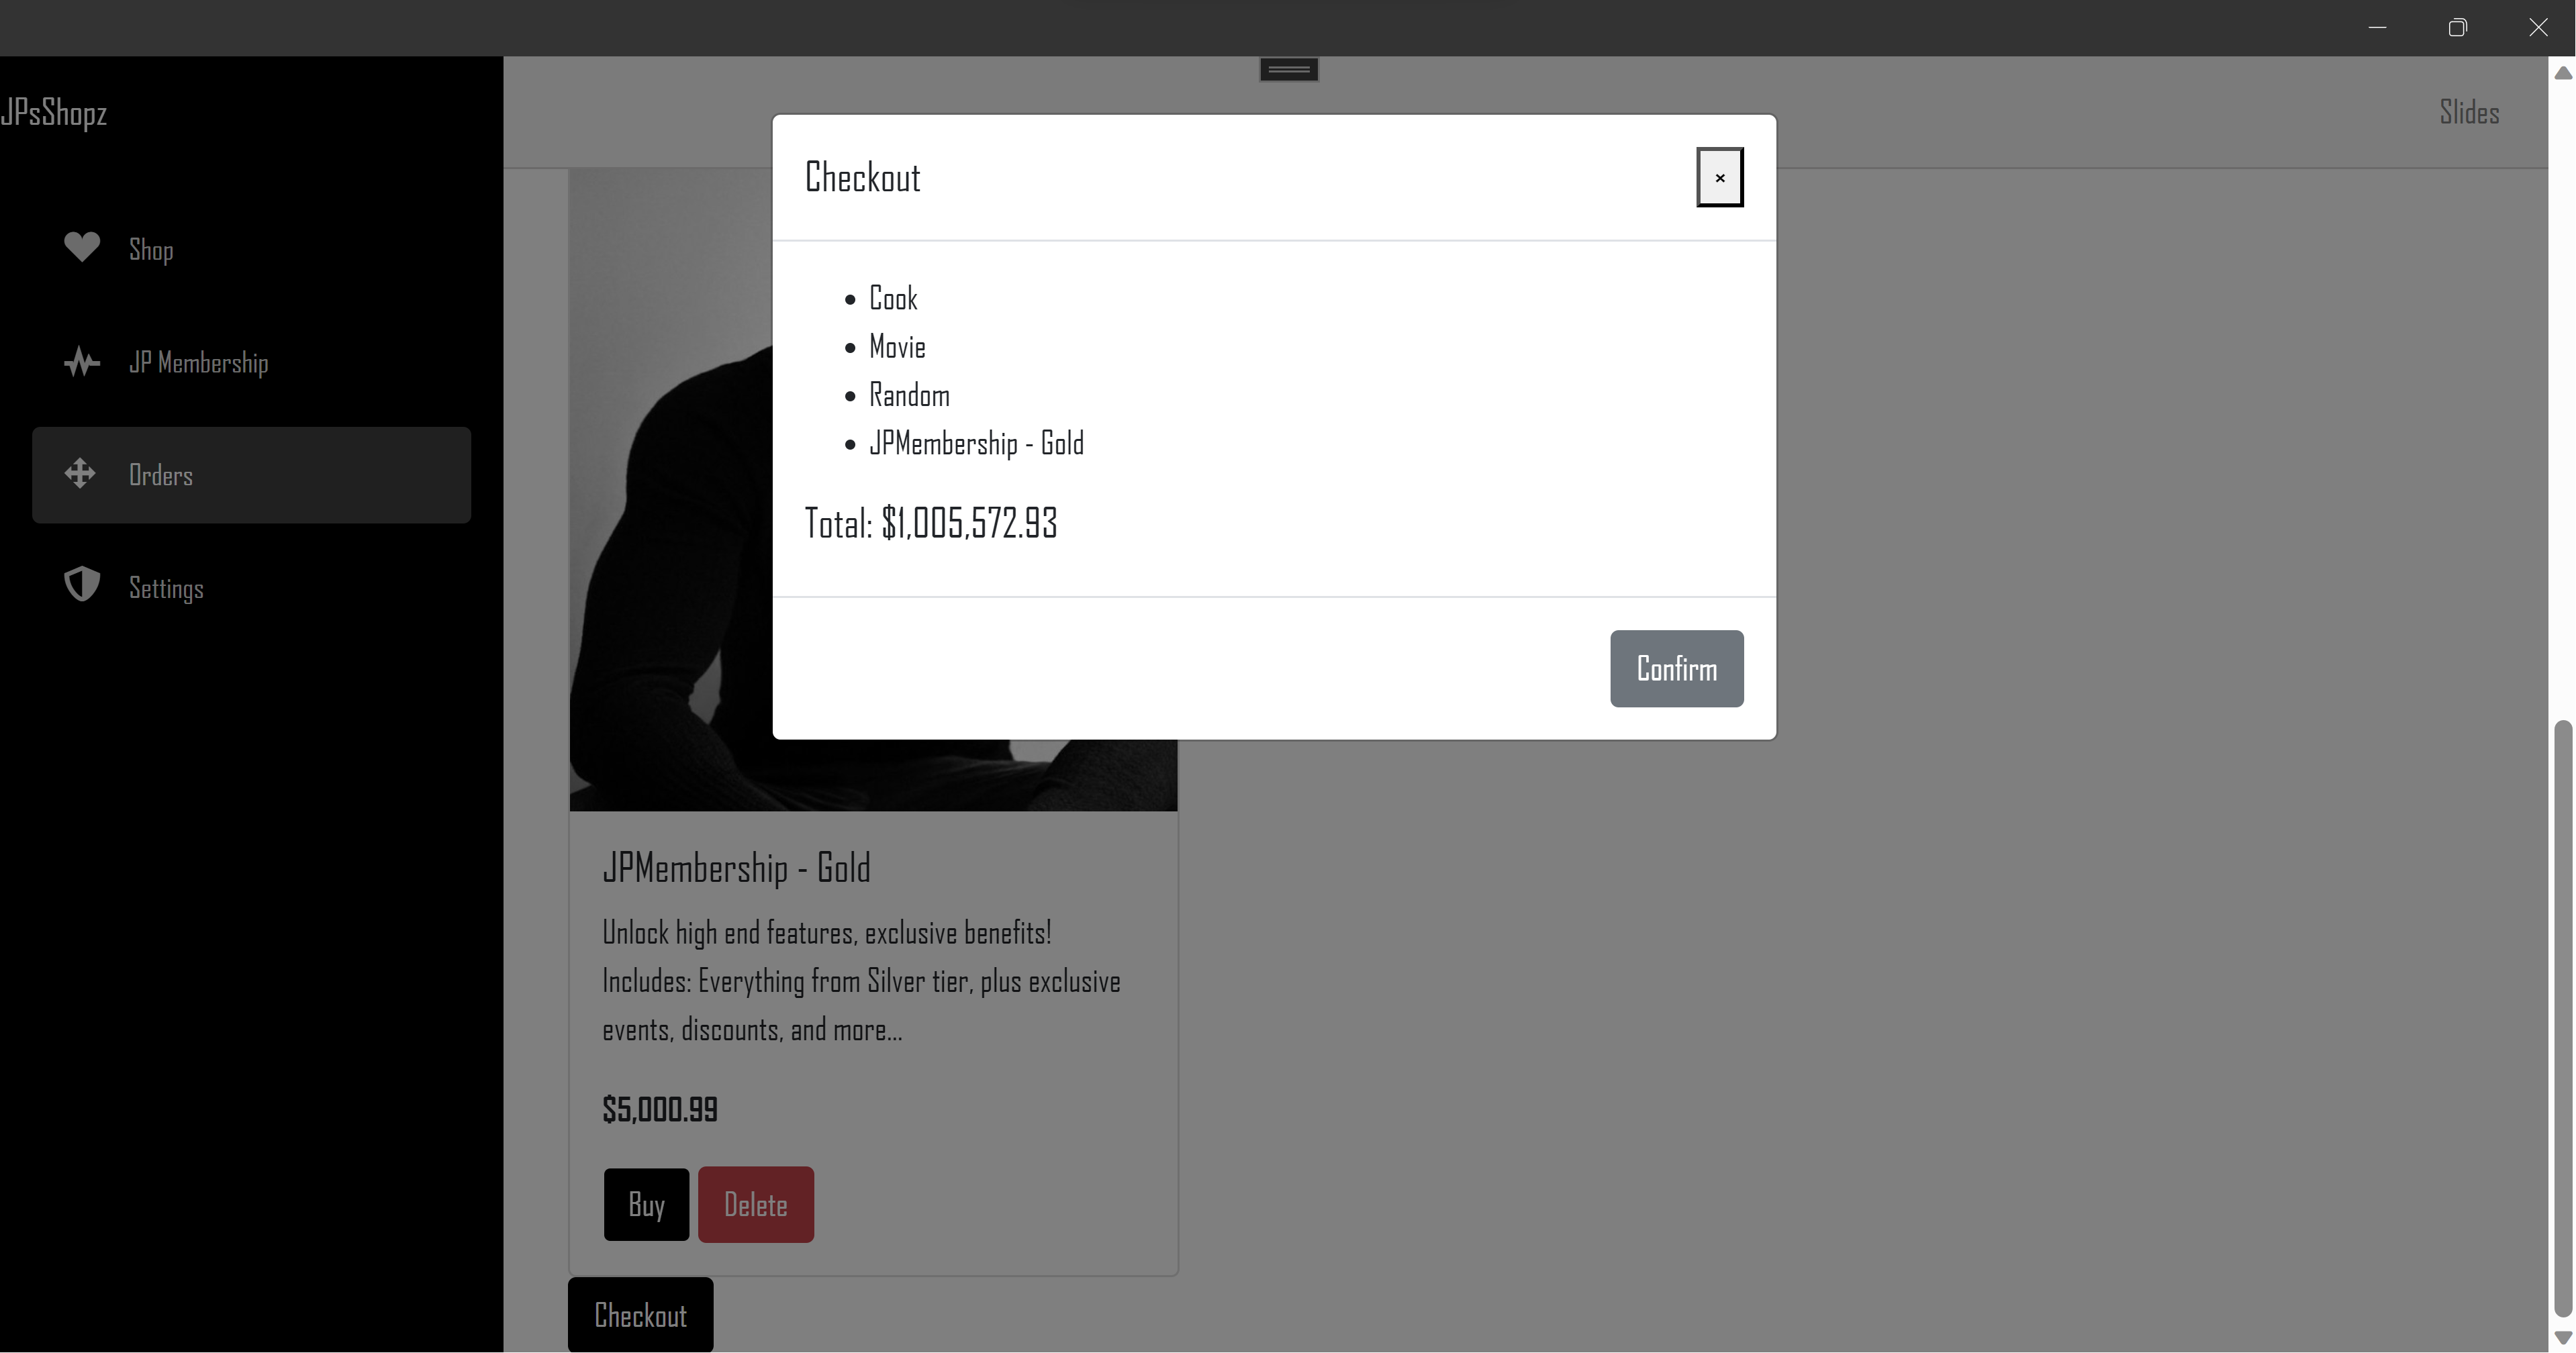 JPsShopz
Shop
JP Membership
Orders
Settings
Slides
Checkout
×
Cook
Movie
Random
JPMembership - Gold
Total: $1,005,572.93
Confirm
JPMembership - Gold
Unlock high end features, exclusive benefits!
Includes: Everything from Silver tier, plus exclusive
events, discounts, and more...
$5,000.99
Buy
Delete
Checkout